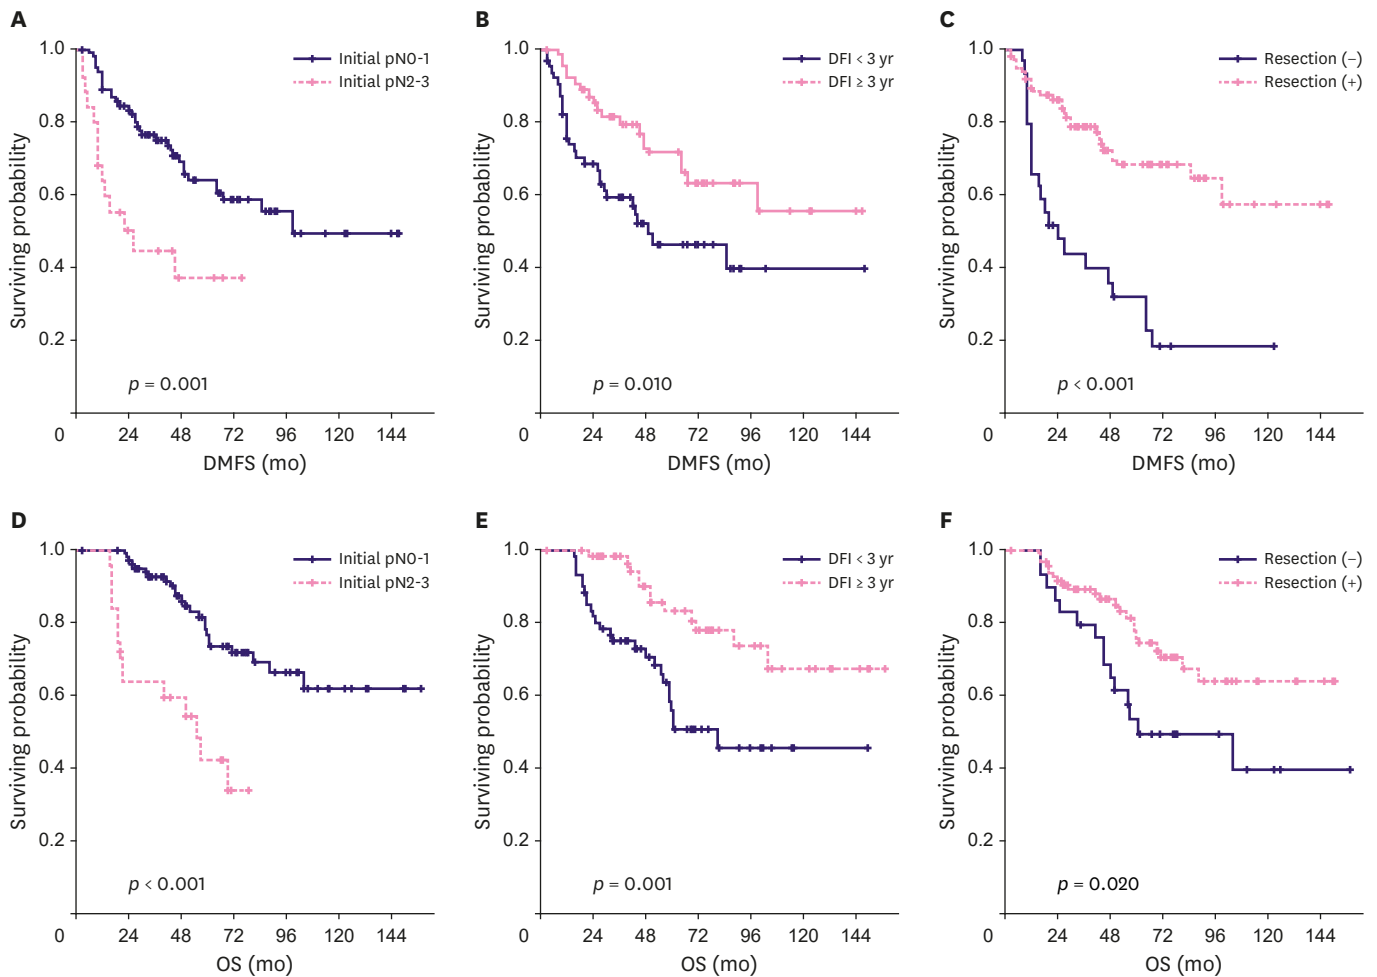 A
1.0
0.8
0.6
0.4
0.2
0
24
48
72
96
120
144
Surviving probability
DMFS (mo)
Initial pN0-1
Initial pN2-3
p = 0.001
B
1.0
0.8
0.6
0.4
0.2
0
24
48
72
96
120
144
Surviving probability
DMFS (mo)
DFI < 3 yr
DFI ≥ 3 yr
p = 0.010
C
1.0
0.8
0.6
0.4
0.2
0
24
48
72
96
120
144
Surviving probability
DMFS (mo)
Resection (−)
Resection (+)
p < 0.001
D
1.0
0.8
0.6
0.4
0.2
0
24
48
72
96
120
144
Surviving probability
OS (mo)
Initial pN0-1
Initial pN2-3
p < 0.001
E
1.0
0.8
0.6
0.4
0.2
0
24
48
72
96
120
144
Surviving probability
OS (mo)
DFI < 3 yr
DFI ≥ 3 yr
p = 0.001
F
1.0
0.8
0.6
0.4
0.2
0
24
48
72
96
120
144
Surviving probability
OS (mo)
Resection (−)
Resection (+)
p = 0.020